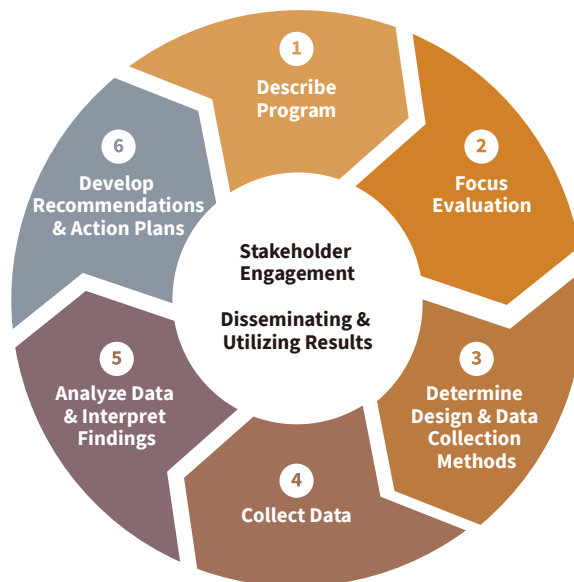 1
Describe
Program
2
Focus
Evaluation
3
Determine
Design & Data
Collection
Methods
4
Collect Data
5
Analyze Data
& Interpret
Findings
6
Develop
Recommendations
& Action Plans
Stakeholder
Engagement
Disseminating &
Utilizing Results